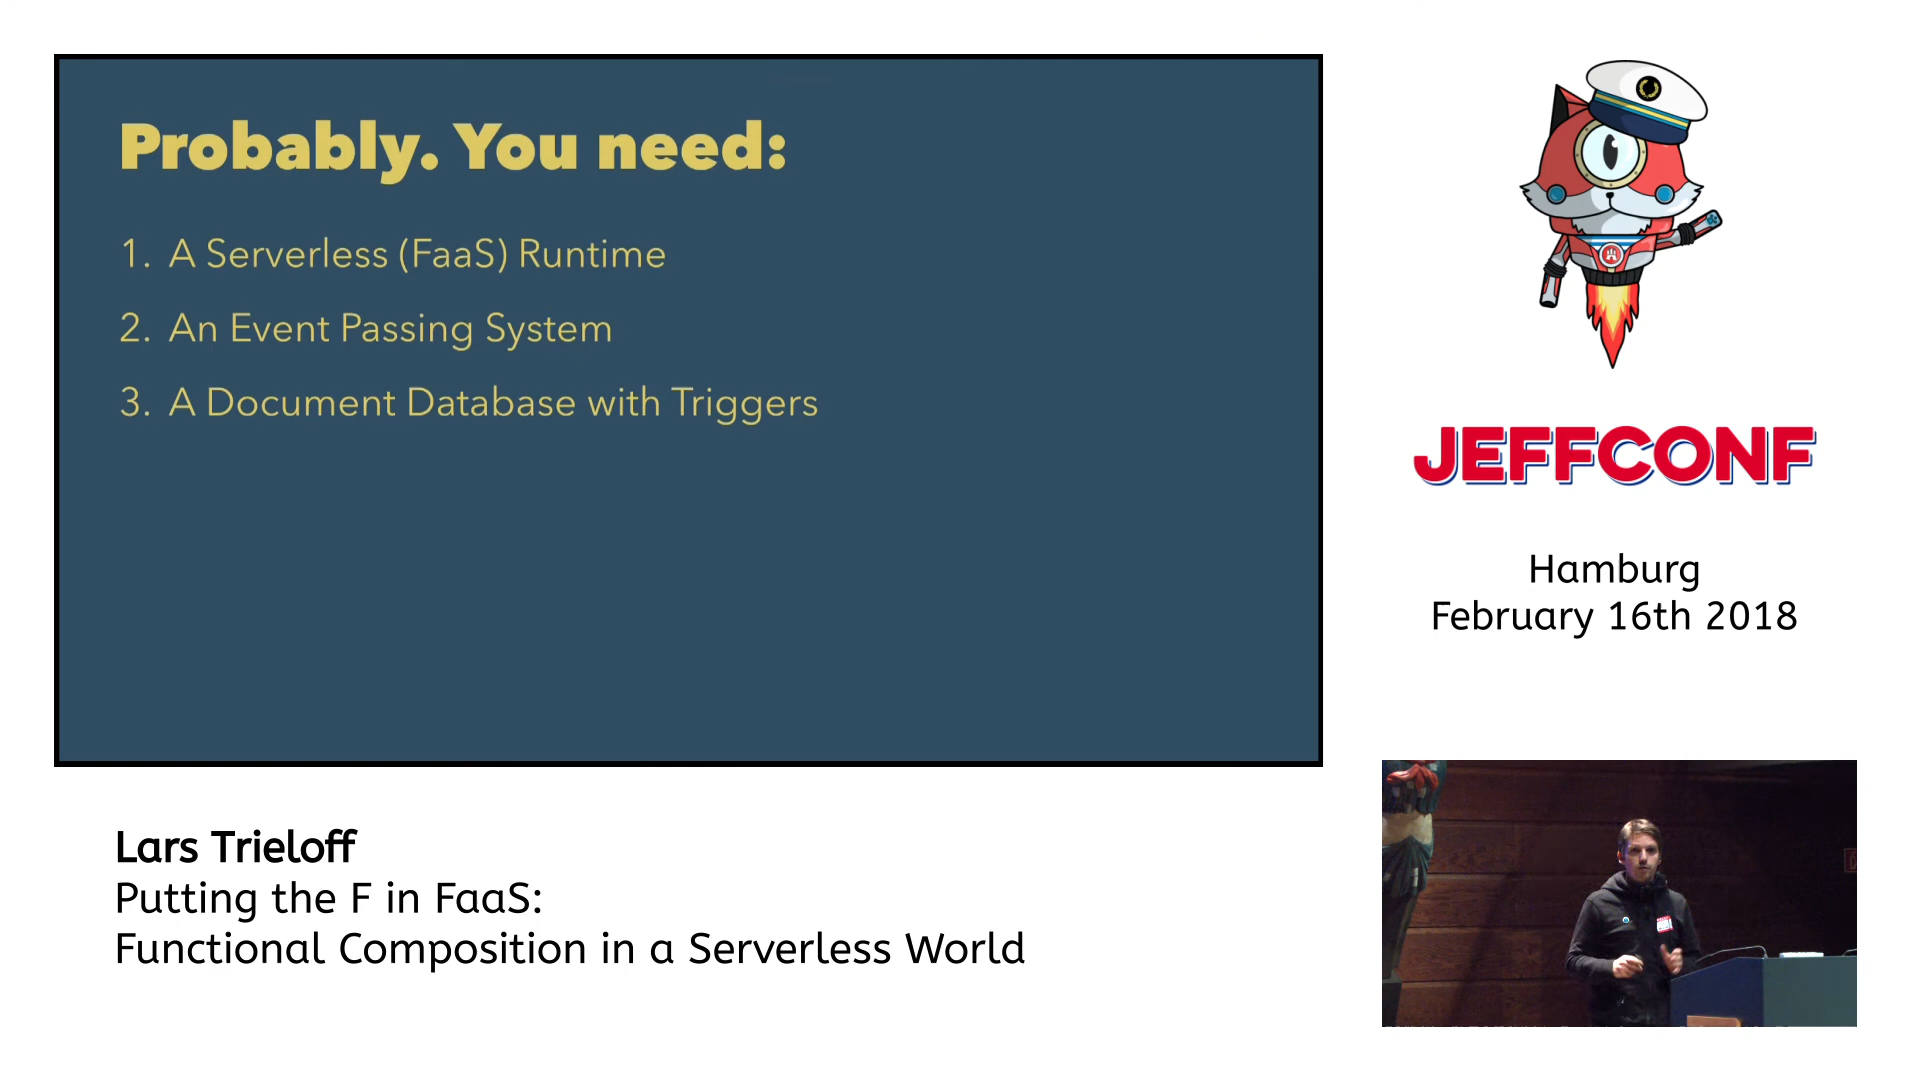 Probably. You need:
1. A Serverless (FaaS) Runtime
2. An Event Passing System
3. A Document Database with Triggers
JEFFCONF
Hamburg
February 16th 2018
Lars Trieloff
Putting the F in FaaS:
Functional Composition in a Serverless World